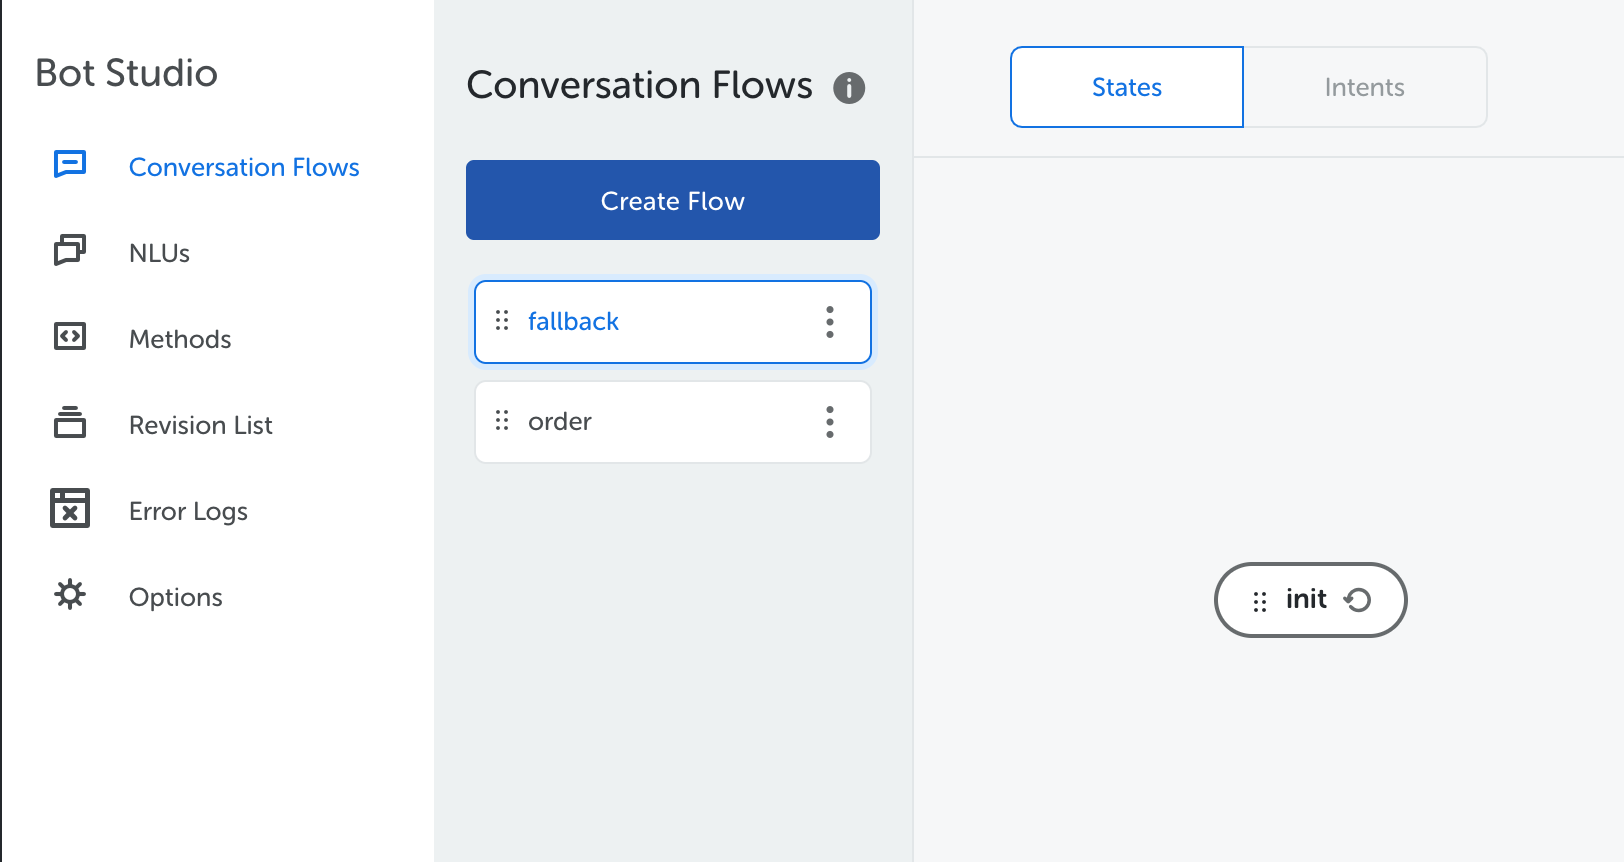 Bot Studio
Conversation Flows
NLUs
Methods
Revision List
Error Logs
Options
Conversation Flows
Create Flow
fallback
order
States
Intents
init